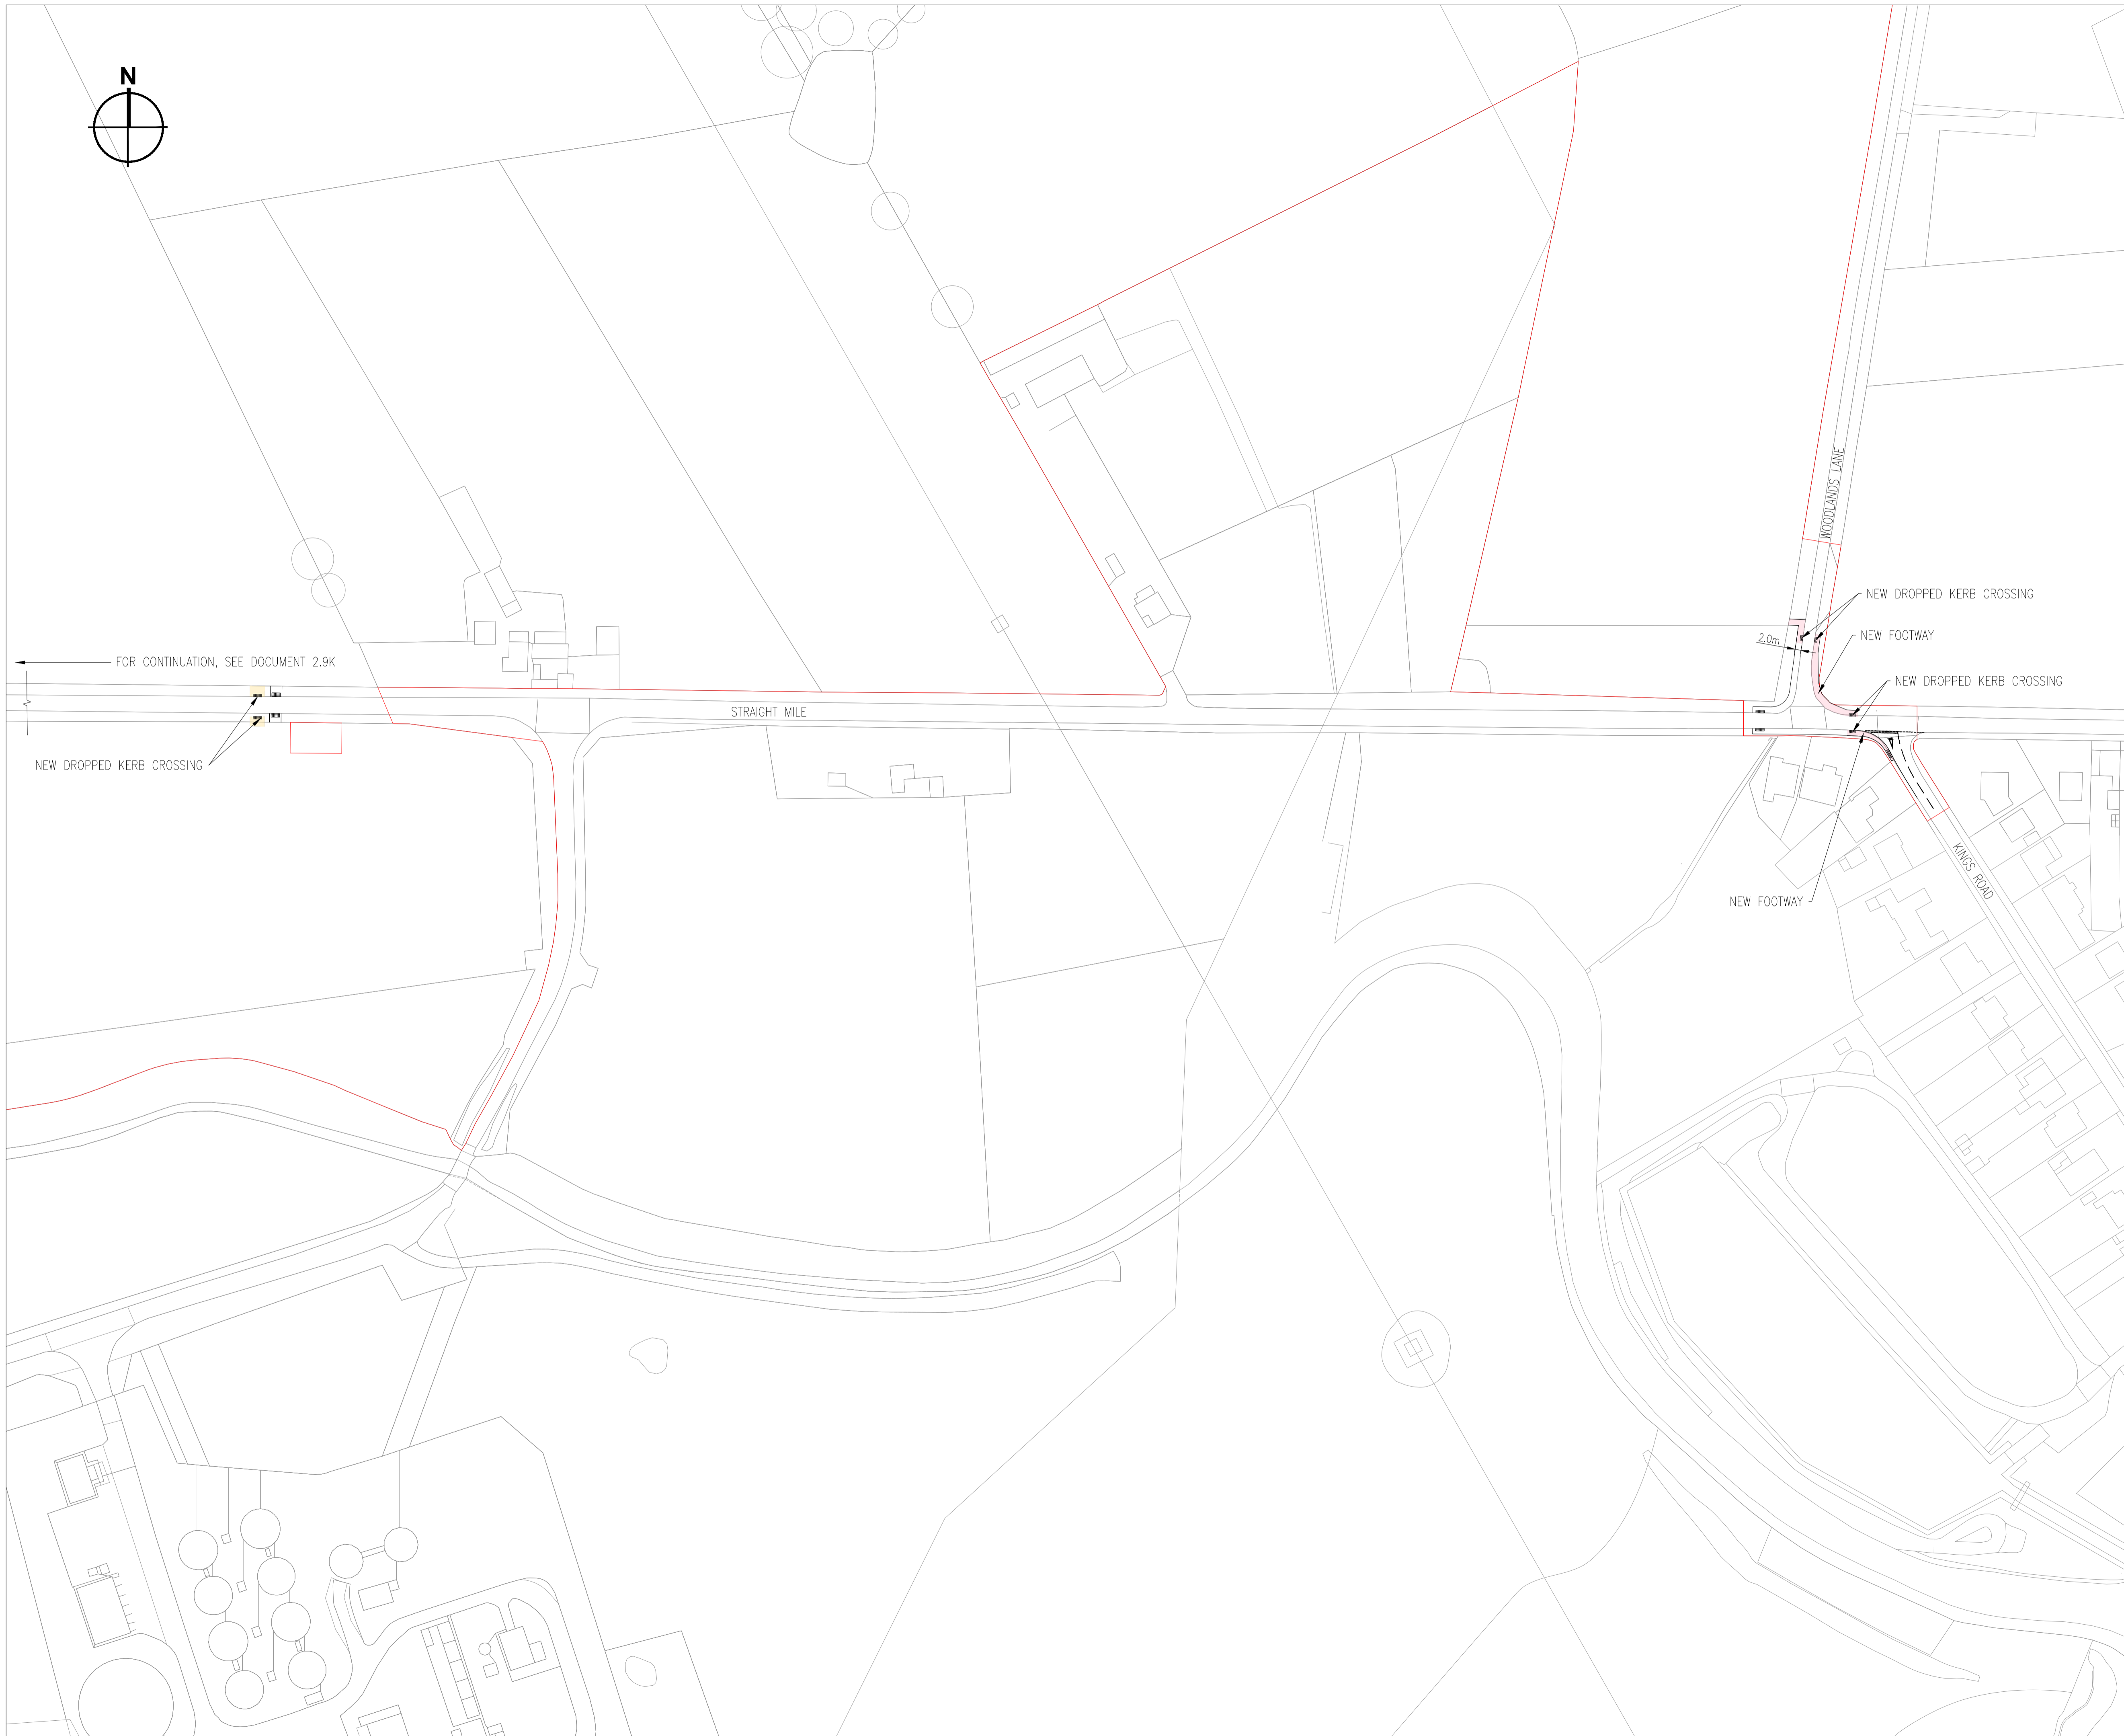 N
WOODLANDS LANE
NEW DROPPED KERB CROSSING
2.0m
NEW FOOTWAY
FOR CONTINUATION, SEE DOCUMENT 2.9K
NEW DROPPED KERB CROSSING
STRAIGHT MILE
NEW DROPPED KERB CROSSING
KINGS ROAD
NEW FOOTWAY